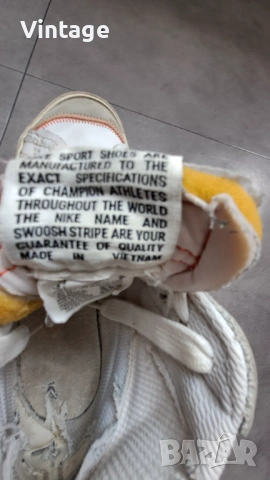 Vintage
SPORT SHOES ARE
MANUFACTURED TO THE
EXACT SPECIFICATIONS
OF CHAMPION ATHLETES
THROUGHOUT THE WORLD
THE NIKE NAME AND
SWOOSH STRIPE ARE YOUR
GUARANTEE OF QUALITY
MADE IN VIETNAM
BAZAR